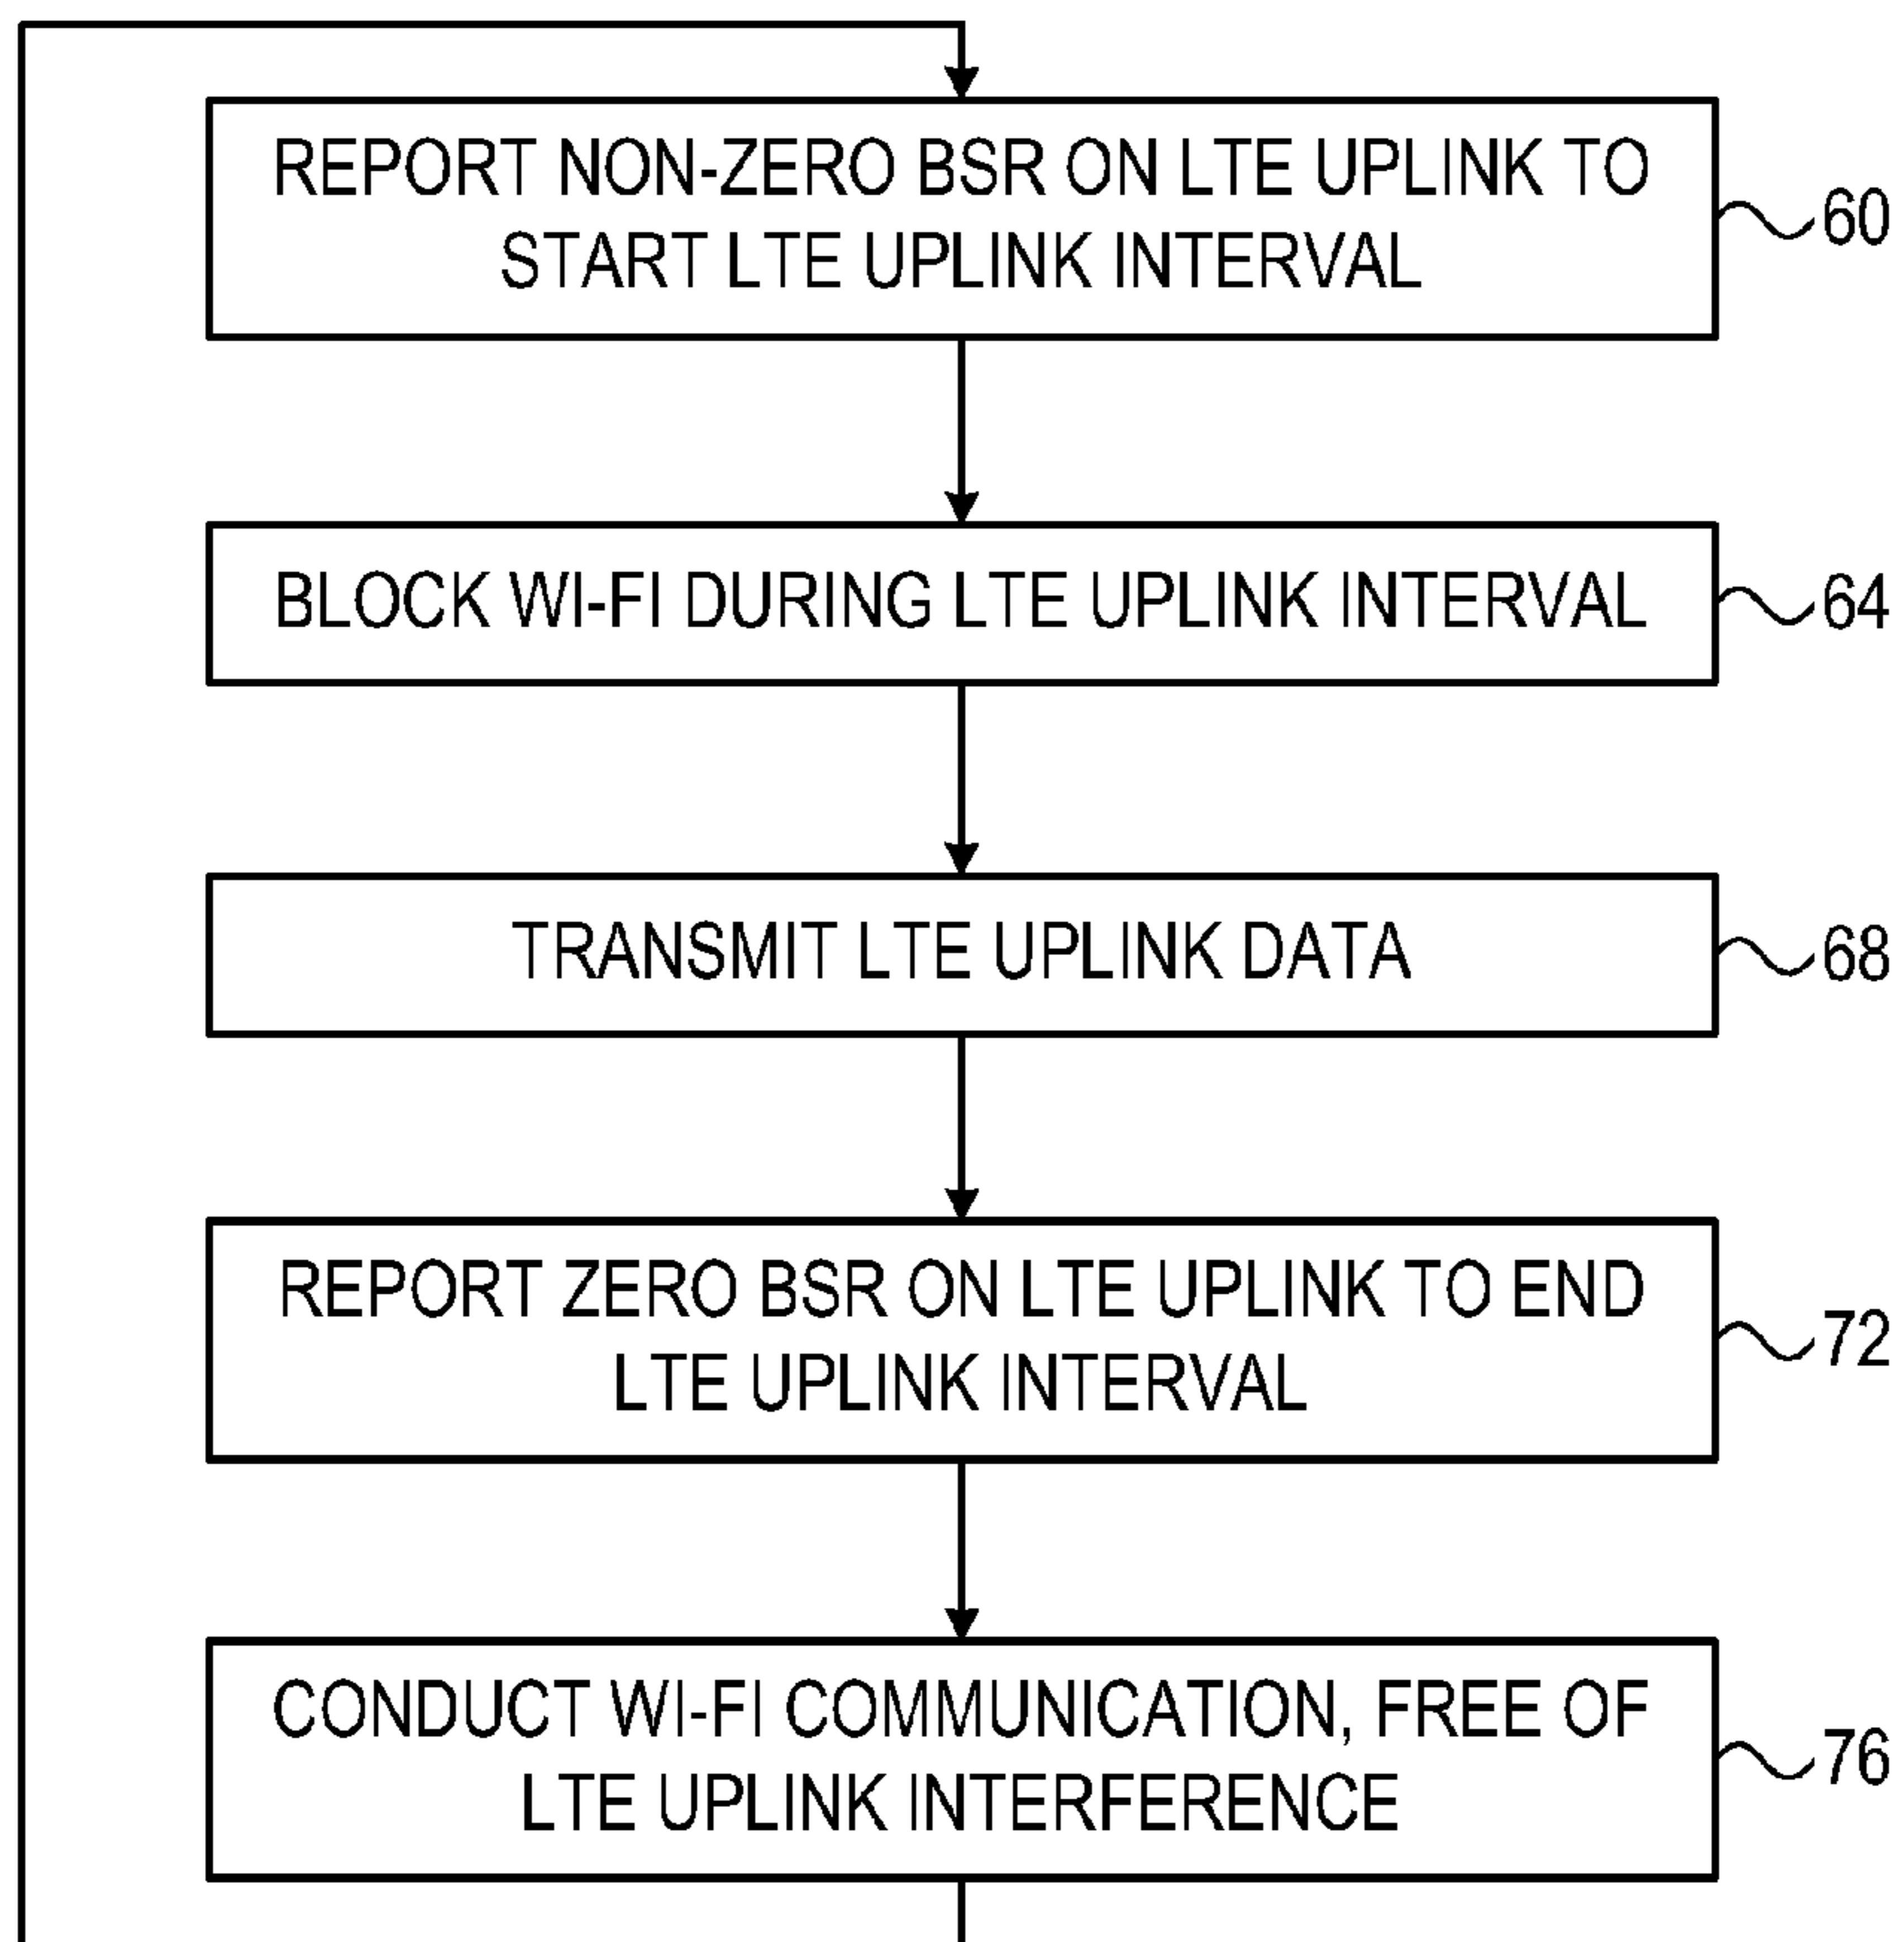 REPORT NON-ZERO BSR ON LTE UPLINK TO
START LTE UPLINK INTERVAL
60
BLOCK WI-FI DURING LTE UPLINK INTERVAL
64
TRANSMIT LTE UPLINK DATA
68
REPORT ZERO BSR ON LTE UPLINK TO END
LTE UPLINK INTERVAL
72
CONDUCT WI-FI COMMUNICATION, FREE OF
LTE UPLINK INTERFERENCE
76